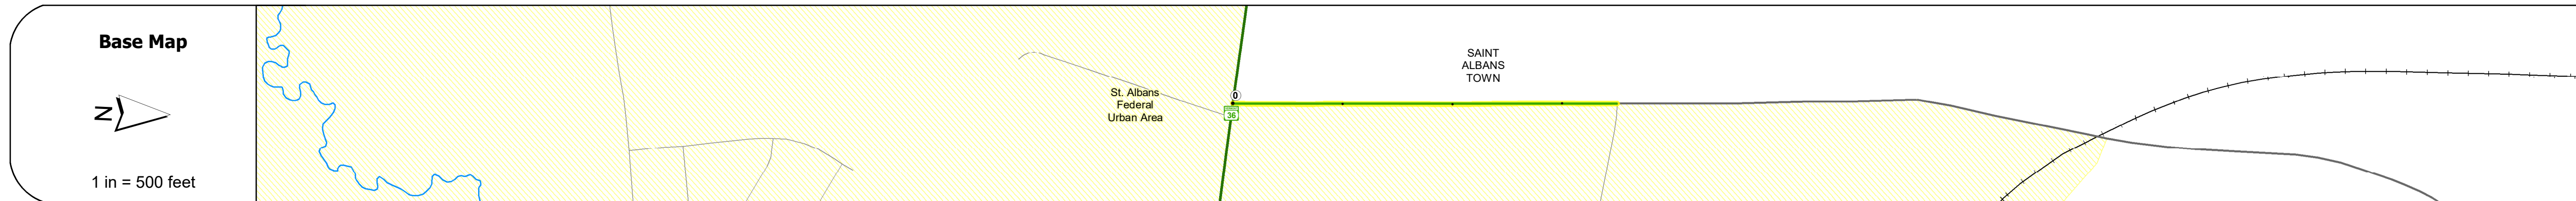 Base Map
N
1 in = 500 feet
St. Albans
Federal
Urban Area
0
36
SAINT
ALBANS
TOWN